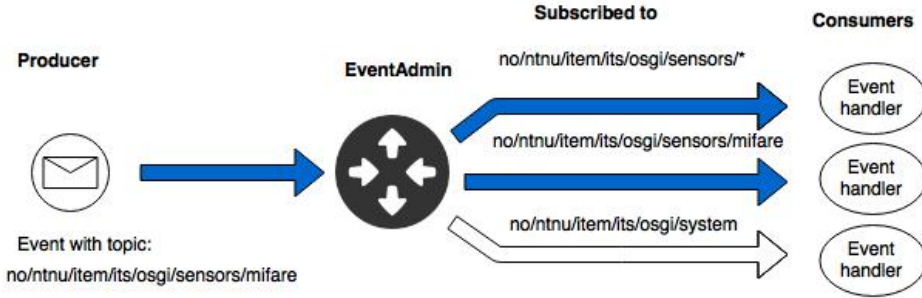 Subscribed to
Consumers
Producer
EventAdmin
no/ntnu/item/its/osgi/sensors/*
Event
handler
no/ntnu/item/its/osgi/sensors/mifare
Event
handler
no/ntnu/item/its/osgi/system
Event
handler
Event with topic:
no/ntnu/item/its/osgi/sensors/mifare